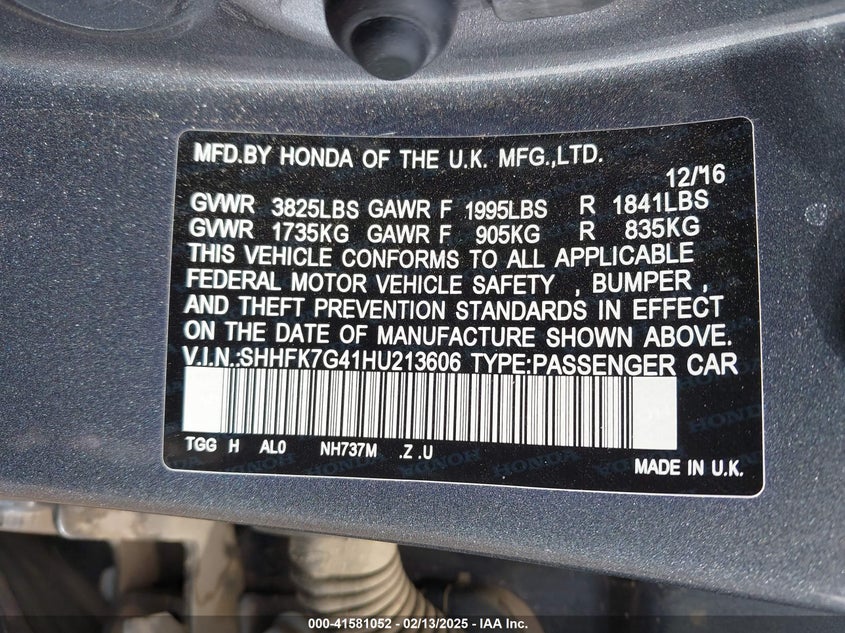 MFD.BY HONDA OF THE U.K. MFG.,LTD.
12/'16
GVWR 3825LBS GAWR F 1995LBS R 1841LBS
GVWR 1735KG GAWR F 905KG R 835KG
THIS VEHICLE CONFORMS TO ALL APPLICABLE
FEDERAL MOTOR VEHICLE SAFETY , BUMPER ,
AND THEFT PREVENTION STANDARDS IN EFFECT
ON THE DATE OF MANUFACTURE SHOWN ABOVE.
V.I.N.:SHHFK7G41HU213606 TYPE:PASSENGER CAR
TGG H AL0 NH737M .Z .U
MADE IN U.K.
000-41581052 / 02/13/2025 - © IAA Inc.